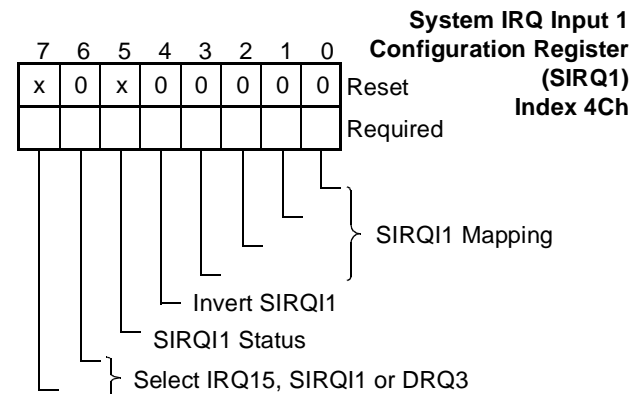 System IRQ Input 1
Configuration Register
(SIRQ1)
Index 4Ch
7 6 5 4 3 2 1 0
x 0 x 0 0 0 0 0 Reset
Required
SIRQI1 Mapping
Invert SIRQI1
SIRQI1 Status
Select IRQ15, SIRQI1 or DRQ3